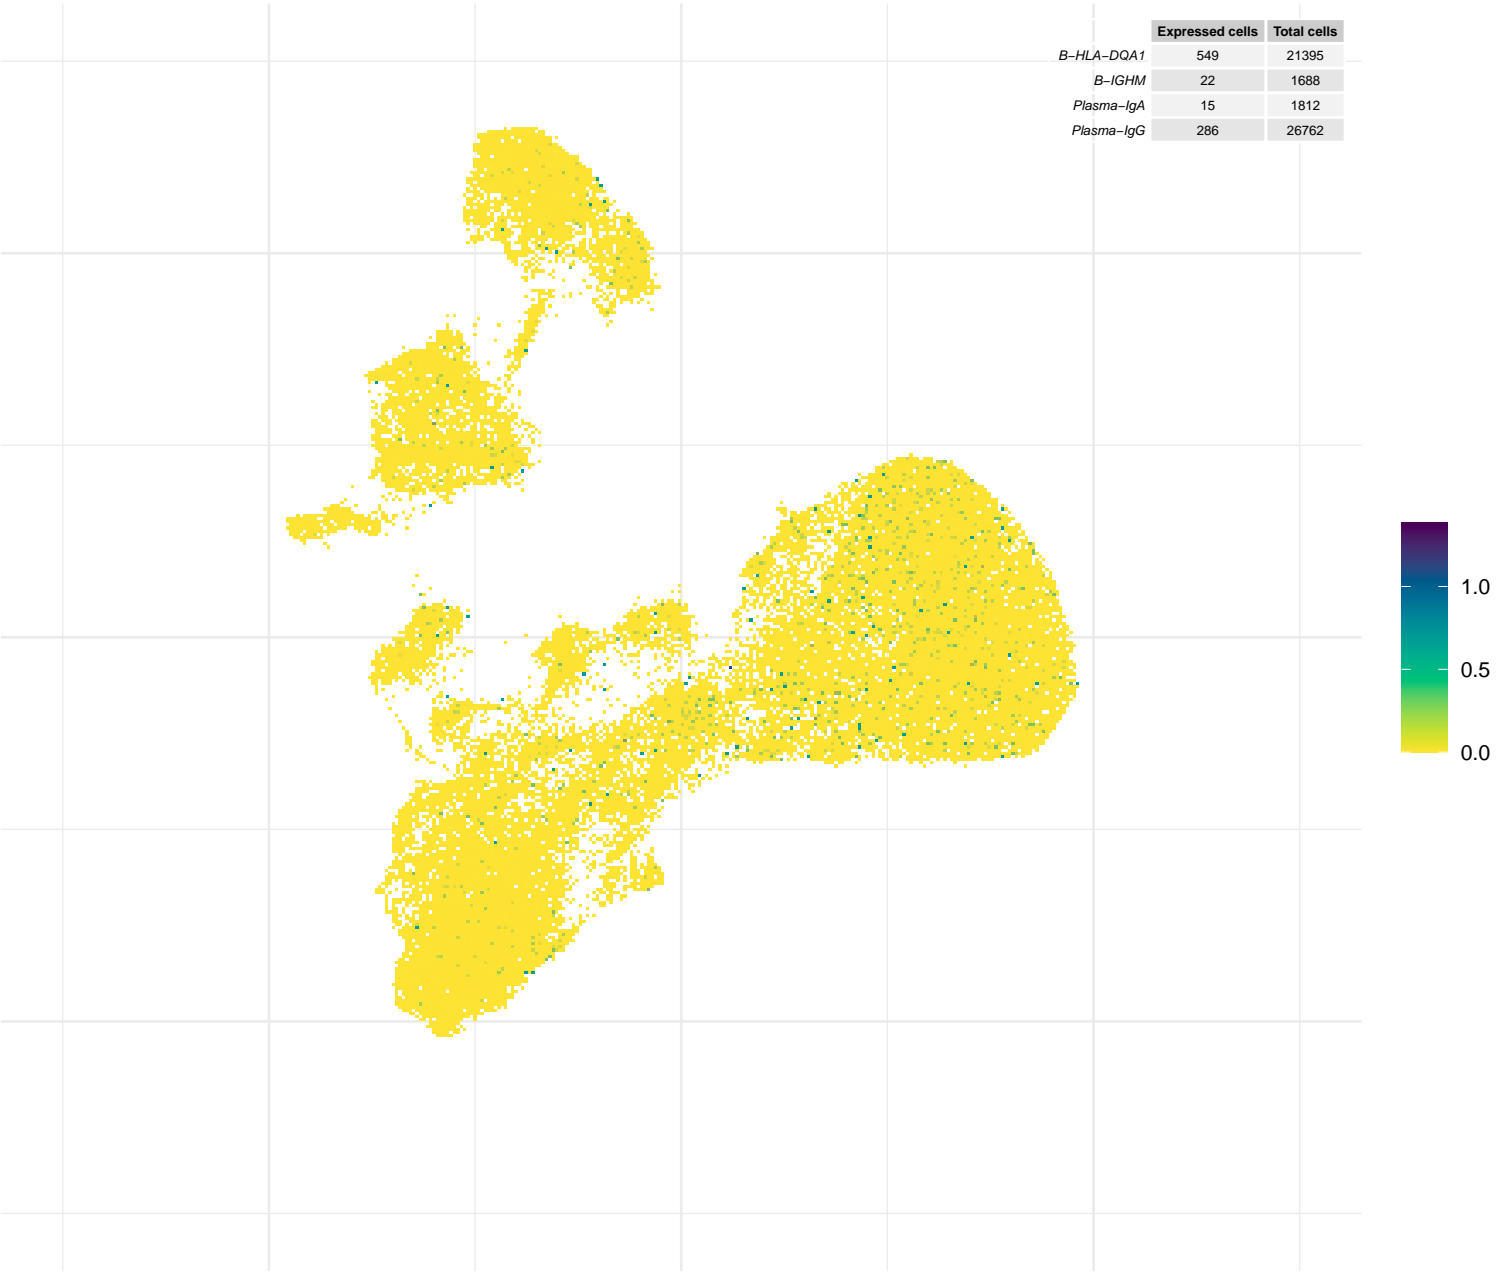 Expressed cells Total cells
B−HLA−DQA1 549 21395
B−IGHM 22 1688
Plasma−IgA 15 1812
Plasma−IgG 286 26762
1.0
0.5
0.0